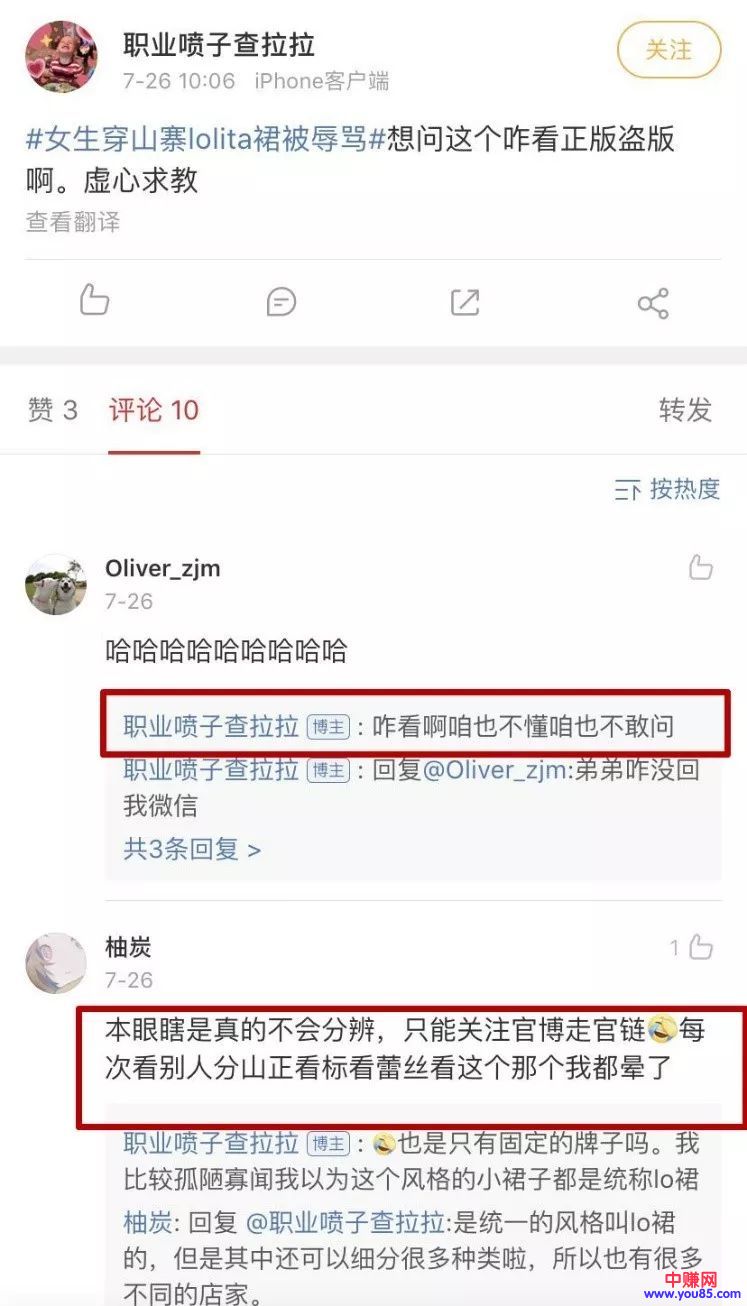 职业喷子查拉拉
关注
7-26 10:06 iPhone客户端
#女生穿山寨lolita裙被辱骂#想问这个咋看正版盗版
啊。虚心求教
查看翻译
赞 3 评论 10 转发
按热度
Oliver_zjm
7-26
哈哈哈哈哈哈哈哈哈
职业喷子查拉拉 博主 : 咋看啊咱也不懂咱也不敢问
职业喷子查拉拉 博主 : 回复@Oliver_zjm:弟弟咋没回
我微信
共3条回复 >
柚炭
1
7-26
本眼瞎是真的不会分辨，只能关注官博走官链🤣每
次看别人分山正看标看蕾丝看这个那个我都晕了
职业喷子查拉拉 博主 : 🤣也是只有固定的牌子吗。我
比较孤陋寡闻我以为这个风格的小裙子都是统称lo裙
柚炭: 回复 @职业喷子查拉拉:是统一的风格叫lo裙
的，但是其中还可以细分很多种类啦，所以也有很多
不同的店家。
中赚网
www.you85.com